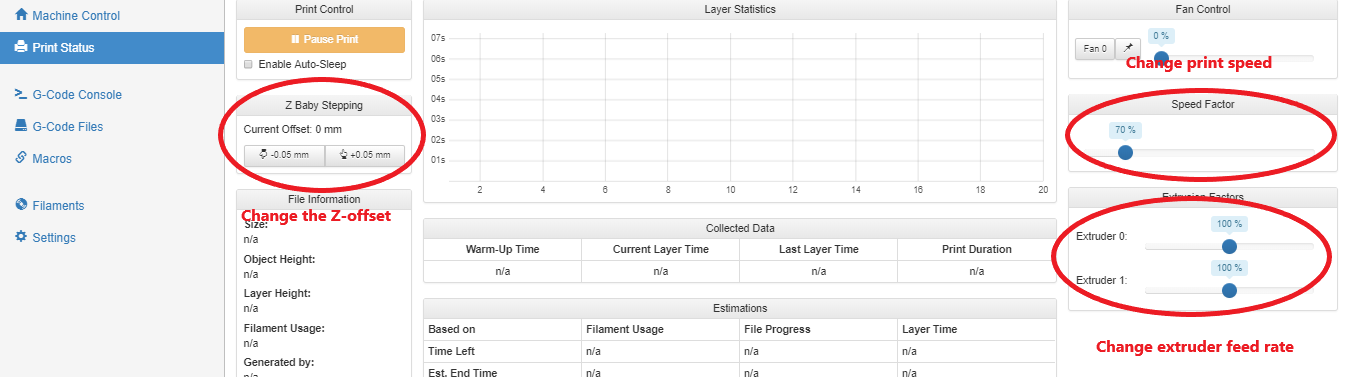 Machine Control
Print Status
G-Code Console
G-Code Files
Macros
Filaments
Settings
Print Control
Pause Print
Enable Auto-Sleep
Z Baby Stepping
Current Offset: 0 mm
-0.05 mm +0.05 mm
File Information
Change the Z-offset
Size:
n/a
Object Height:
n/a
Layer Height:
n/a
Filament Usage:
n/a
Generated by:
n/a
Layer Statistics
07s
06s
05s
04s
03s
02s
01s
2 4 6 8 10 12 14 16 18 20
Collected Data
Warm-Up Time Current Layer Time Last Layer Time Print Duration
n/a n/a n/a n/a
Estimations
Based on Filament Usage File Progress Layer Time
Time Left n/a n/a n/a
Est. End Time n/a n/a n/a
Fan Control
0 %
Fan 0
Change print speed
Speed Factor
70 %
Extrusion Factors
100 %
Extruder 0:
100 %
Extruder 1:
Change extruder feed rate